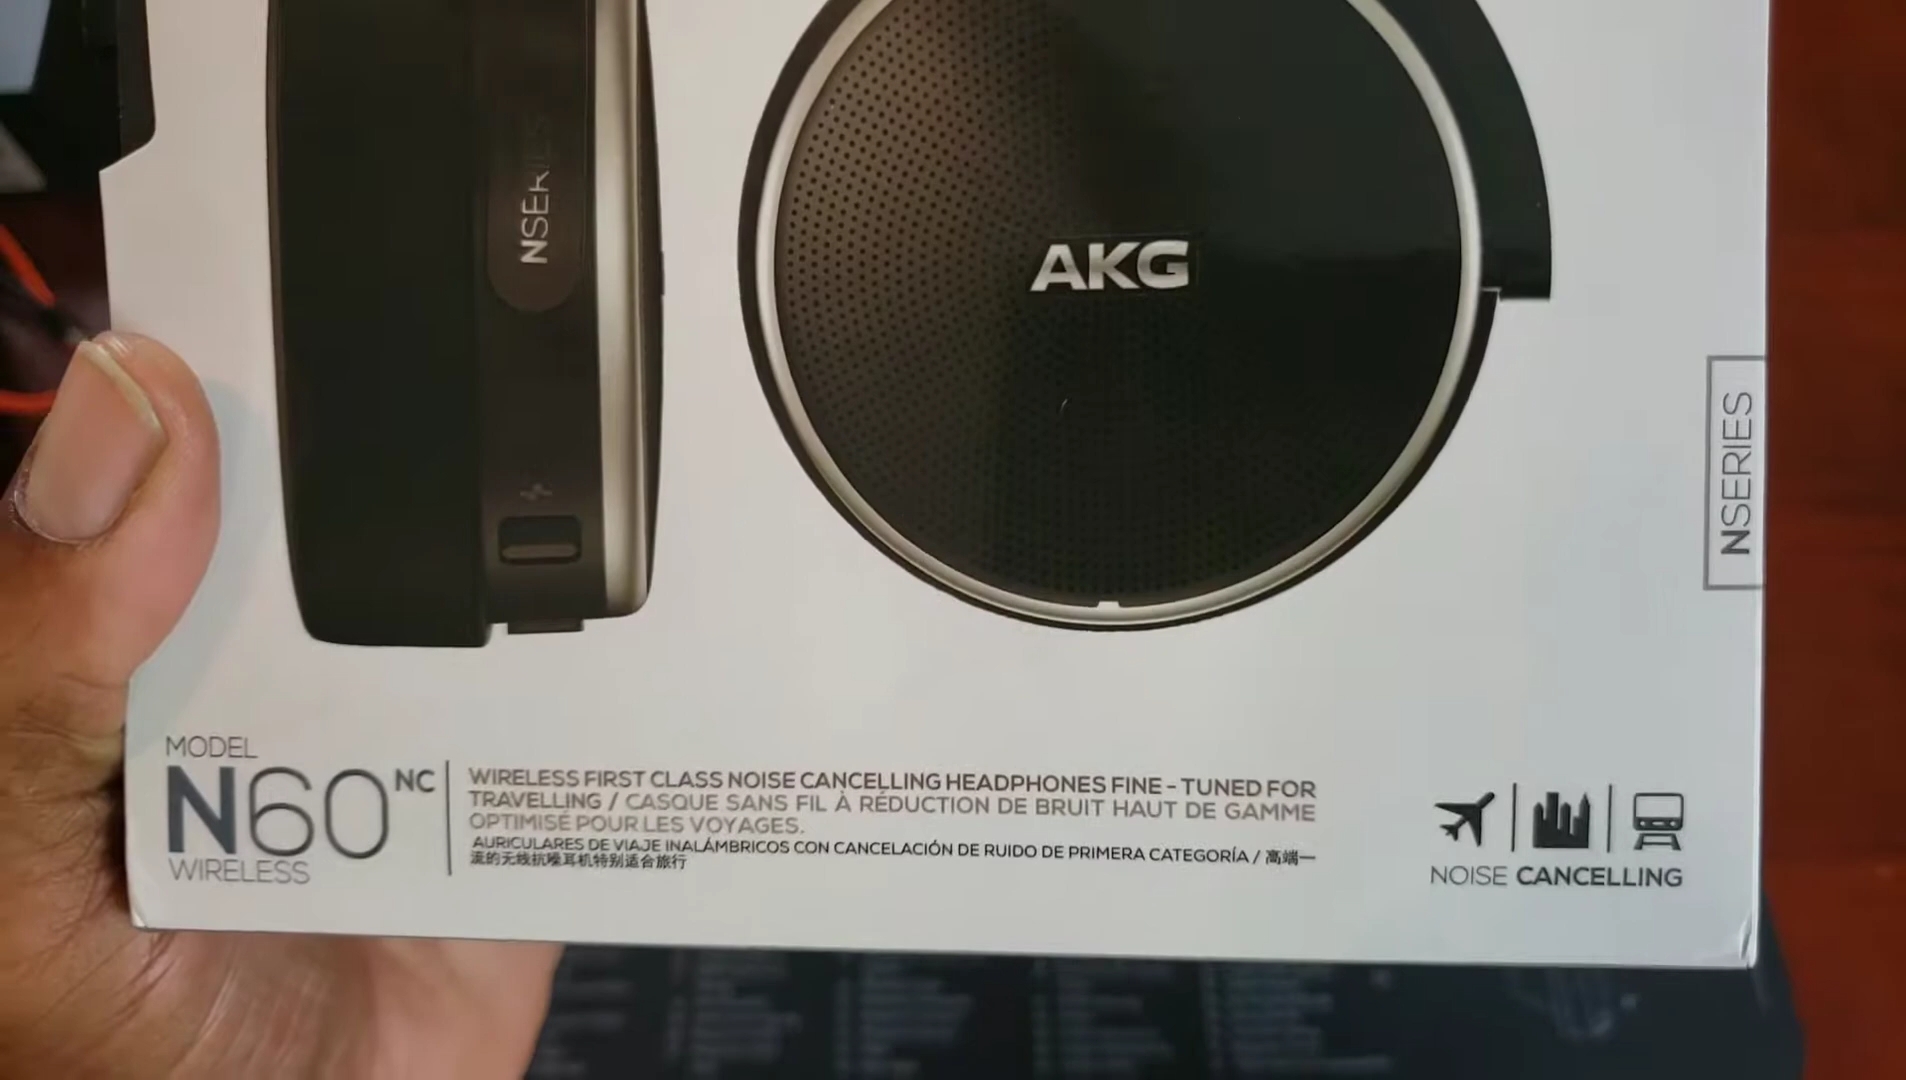 NSERIES
AKG
NSERIES
MODEL
N60 NC
WIRELESS
WIRELESS FIRST CLASS NOISE CANCELLING HEADPHONES FINE - TUNED FOR
TRAVELLING / CASQUE SANS FIL À RÉDUCTION DE BRUIT HAUT DE GAMME
OPTIMISÉ POUR LES VOYAGES.
AURICULARES DE VIAJE INALÁMBRICOS CON CANCELACIÓN DE RUIDO DE PRIMERA CATEGORÍA / 高端一
流的无线抗噪耳机特别适合旅行
NOISE CANCELLING